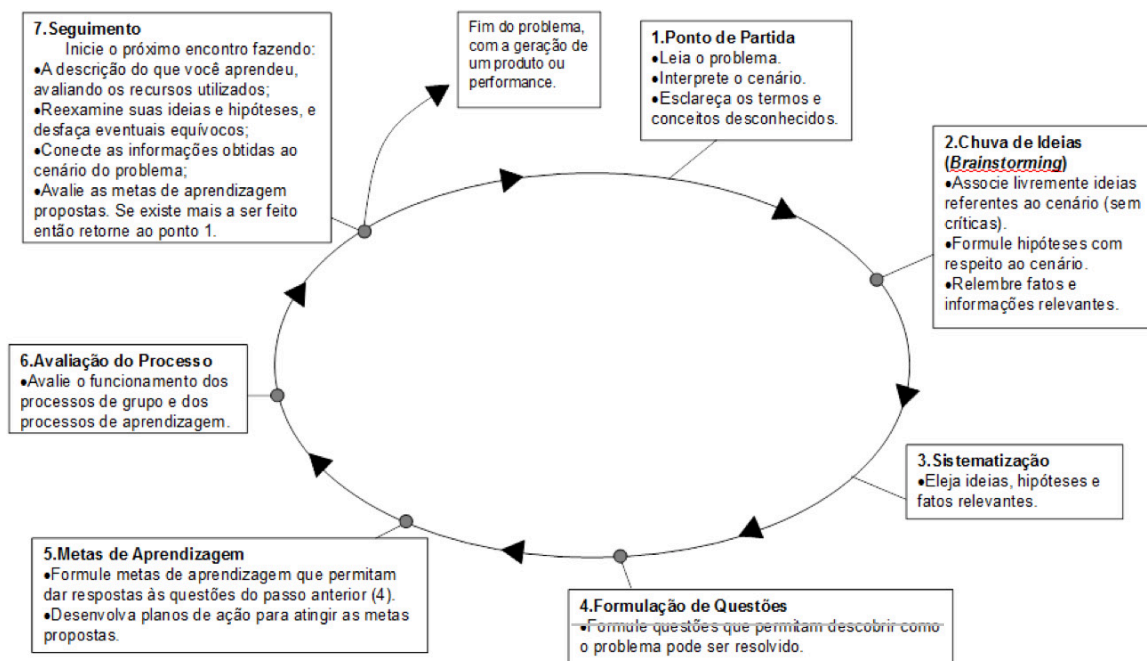 7.Seguimento
Inicie o próximo encontro fazendo:
●A descrição do que você aprendeu,
avaliando os recursos utilizados;
●Reexamine suas ideias e hipóteses, e
desfaça eventuais equívocos;
●Conecte as informações obtidas ao
cenário do problema;
●Avalie as metas de aprendizagem
propostas. Se existe mais a ser feito
então retorne ao ponto 1.
Fim do problema,
com a geração de
um produto ou
performance.
1.Ponto de Partida
●Leia o problema.
●Interprete o cenário.
●Esclareça os termos e
conceitos desconhecidos.
2.Chuva de Ideias
(Brainstorming)
●Associe livremente ideias
referentes ao cenário (sem
críticas).
●Formule hipóteses com
respeito ao cenário.
●Relembre fatos e
informações relevantes.
3.Sistematização
●Eleja ideias, hipóteses e
fatos relevantes.
4.Formulação de Questões
●Formule questões que permitam descobrir como
o problema pode ser resolvido.
5.Metas de Aprendizagem
●Formule metas de aprendizagem que permitam
dar respostas às questões do passo anterior (4).
●Desenvolva planos de ação para atingir as metas
propostas.
6.Avaliação do Processo
●Avalie o funcionamento dos
processos de grupo e dos
processos de aprendizagem.